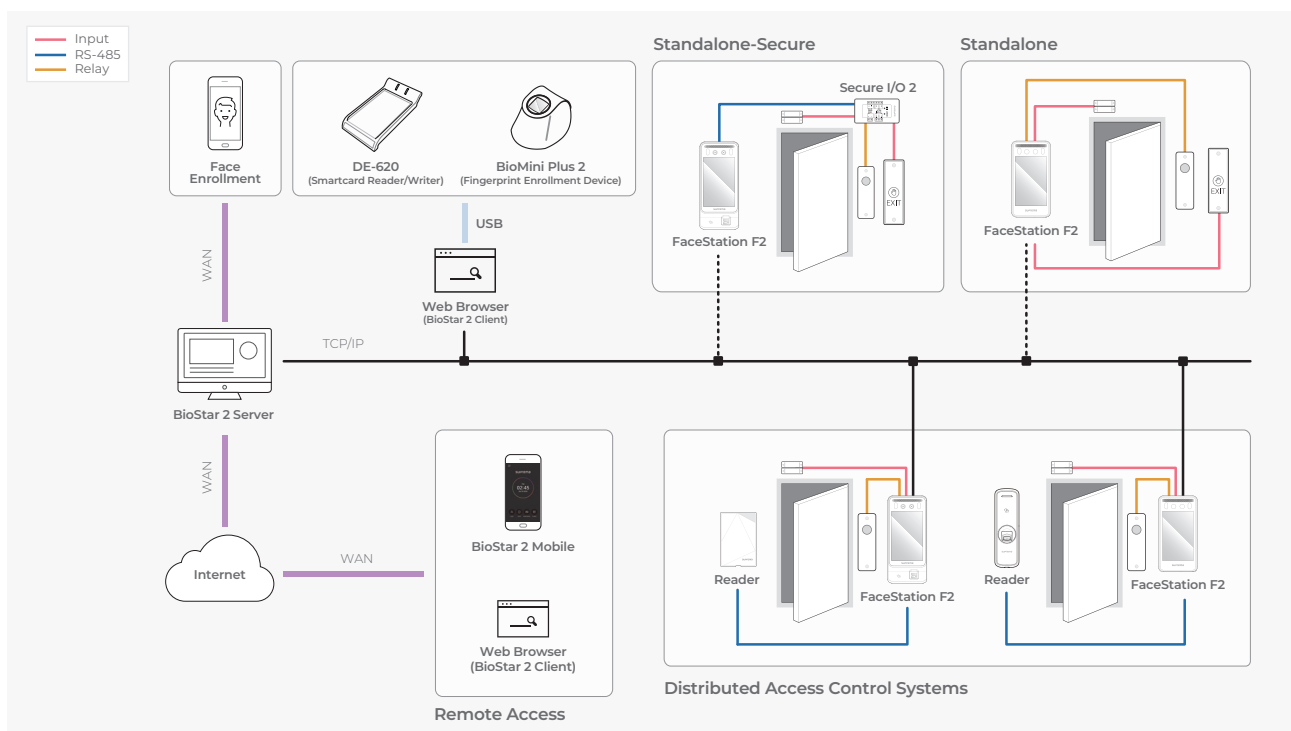 Input
RS-485
Relay
Face
Enrollment
DE-620
(Smartcard Reader/Writer)
BioMini Plus 2
(Fingerprint Enrollment Device)
USB
WAN
Web Browser
(BioStar 2 Client)
TCP/IP
BioStar 2 Server
WAN
Internet
WAN
02:45
BioStar 2 Mobile
Web Browser
(BioStar 2 Client)
Remote Access
Standalone-Secure
Secure I/O 2
EXIT
FaceStation F2
Standalone
EXIT
FaceStation F2
Reader
FaceStation F2
Reader
FaceStation F2
Distributed Access Control Systems